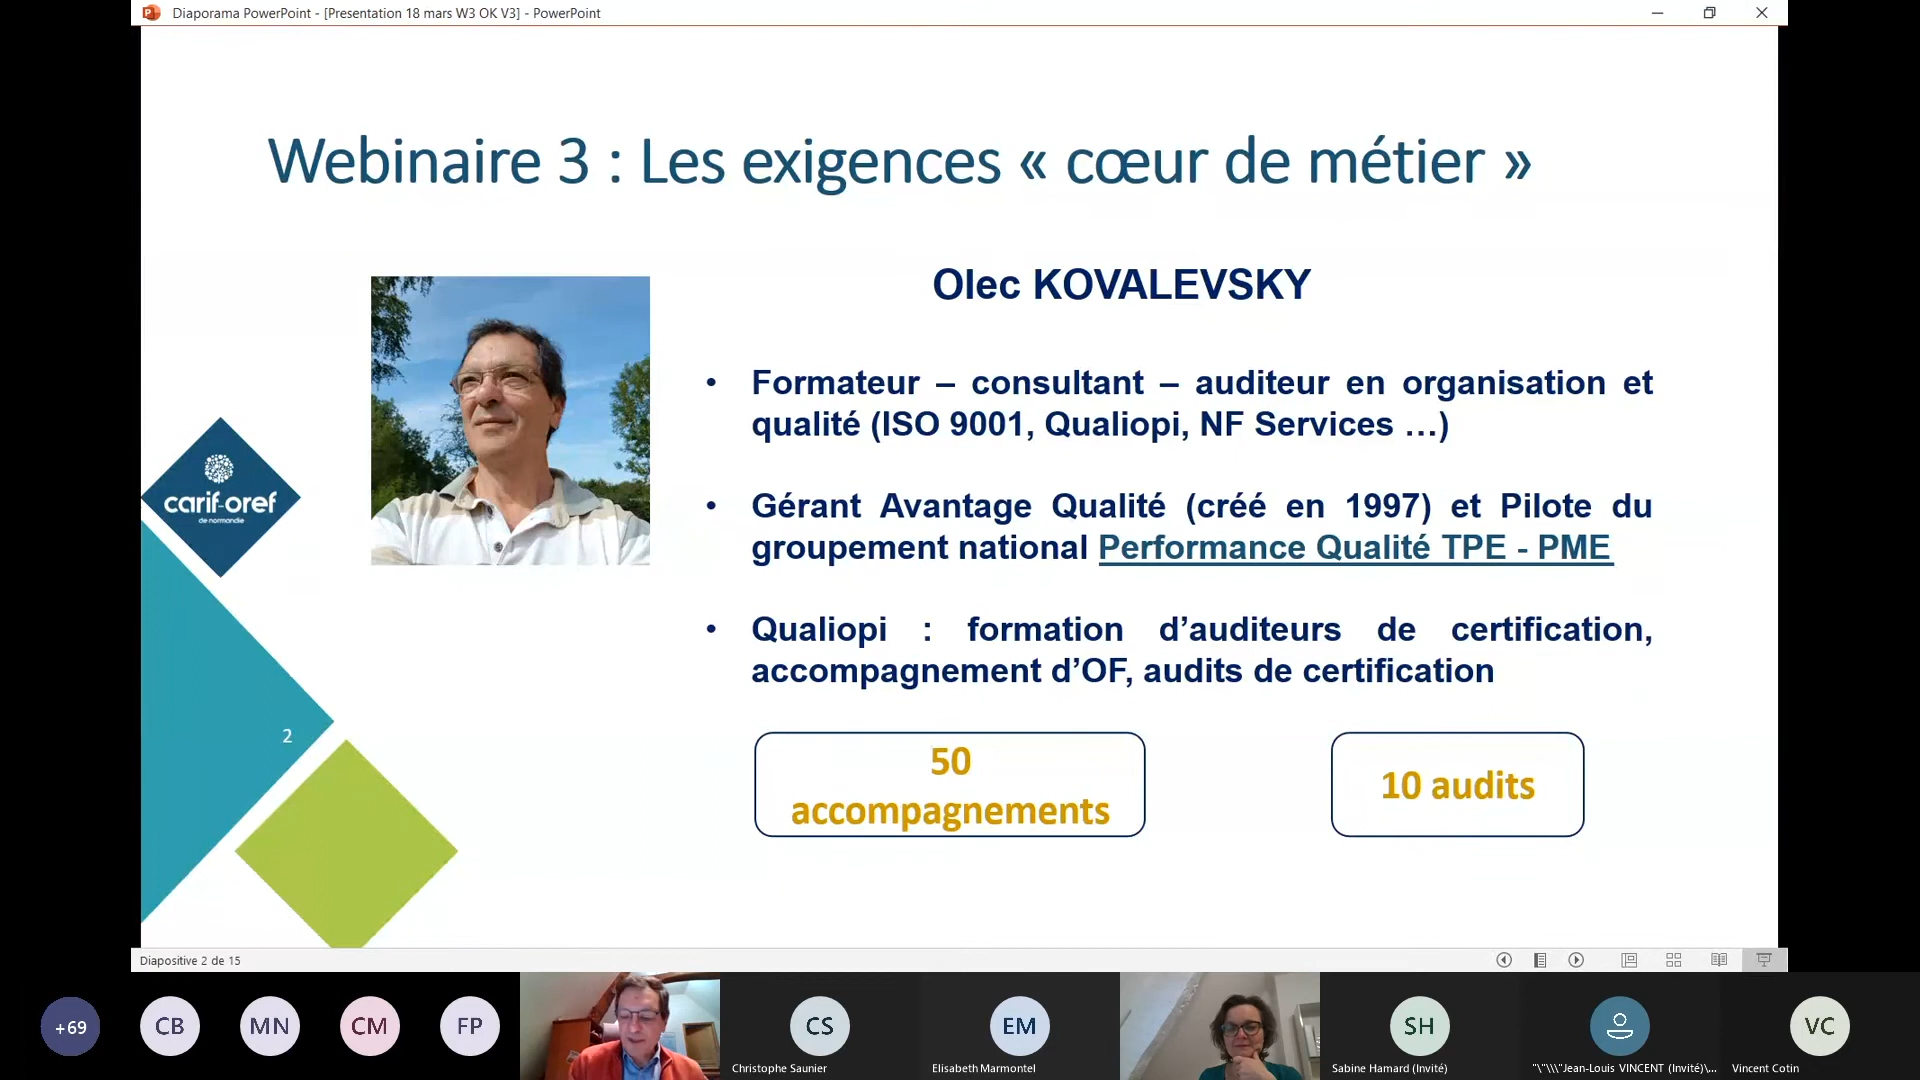 Diaporama PowerPoint - [Presentation 18 mars W3 OK V3] - PowerPoint
Webinaire 3 : Les exigences « cœur de métier »
Olec KOVALEVSKY
• Formateur – consultant – auditeur en organisation et
qualité (ISO 9001, Qualiopi, NF Services …)
• Gérant Avantage Qualité (créé en 1997) et Pilote du
groupement national Performance Qualité TPE - PME
• Qualiopi : formation d’auditeurs de certification,
accompagnement d’OF, audits de certification
carif-oref
de normandie
2
50
accompagnements
10 audits
Diapositive 2 de 15
+69
CB
MN
CM
FP
CS
Christophe Saunier
EM
Elisabeth Marmontel
SH
Sabine Hamard (Invité)
"\"\\\"Jean-Louis VINCENT (Invité)\...
VC
Vincent Cotin